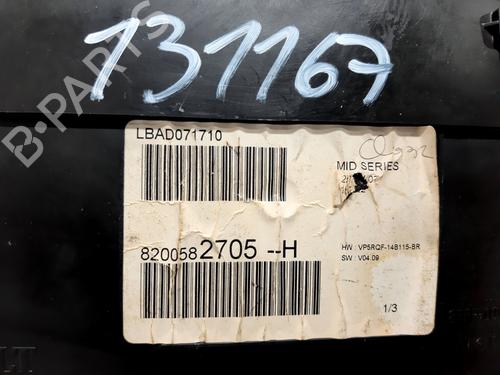 131167
B-PARTS
LBAD071710
MID SERIES
8200582705--H
HW : VP5RQF-14B115-BR
SW : V04.09
1/3